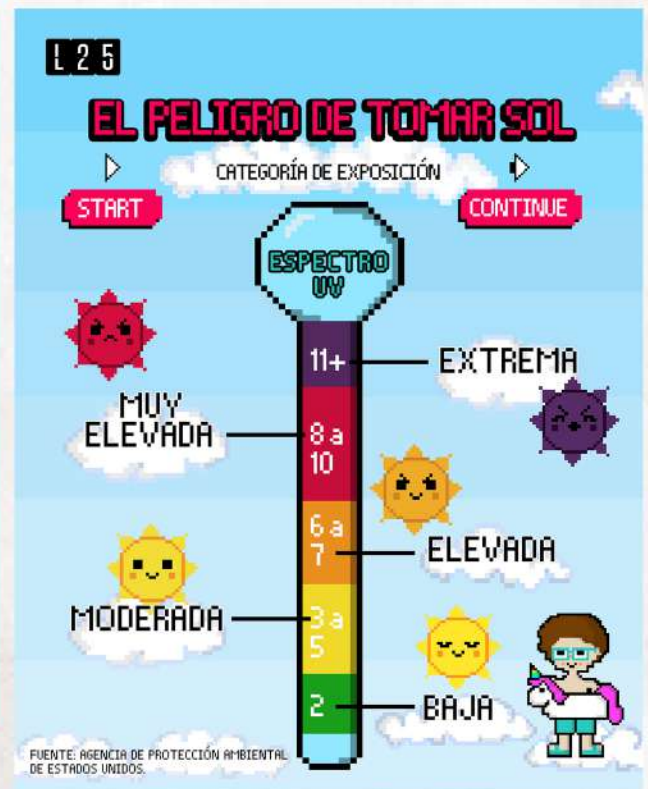 L25
EL PELIGRO DE TOMAR SOL
CATEGORÍA DE EXPOSICIÓN
START
CONTINUE
ESPECTRO
UV
11+
EXTREMA
MUY
ELEVADA
8 a
10
6 a
7
ELEVADA
MODERADA
3 a
5
2
BAJA
FUENTE: AGENCIA DE PROTECCIÓN AMBIENTAL
DE ESTADOS UNIDOS.